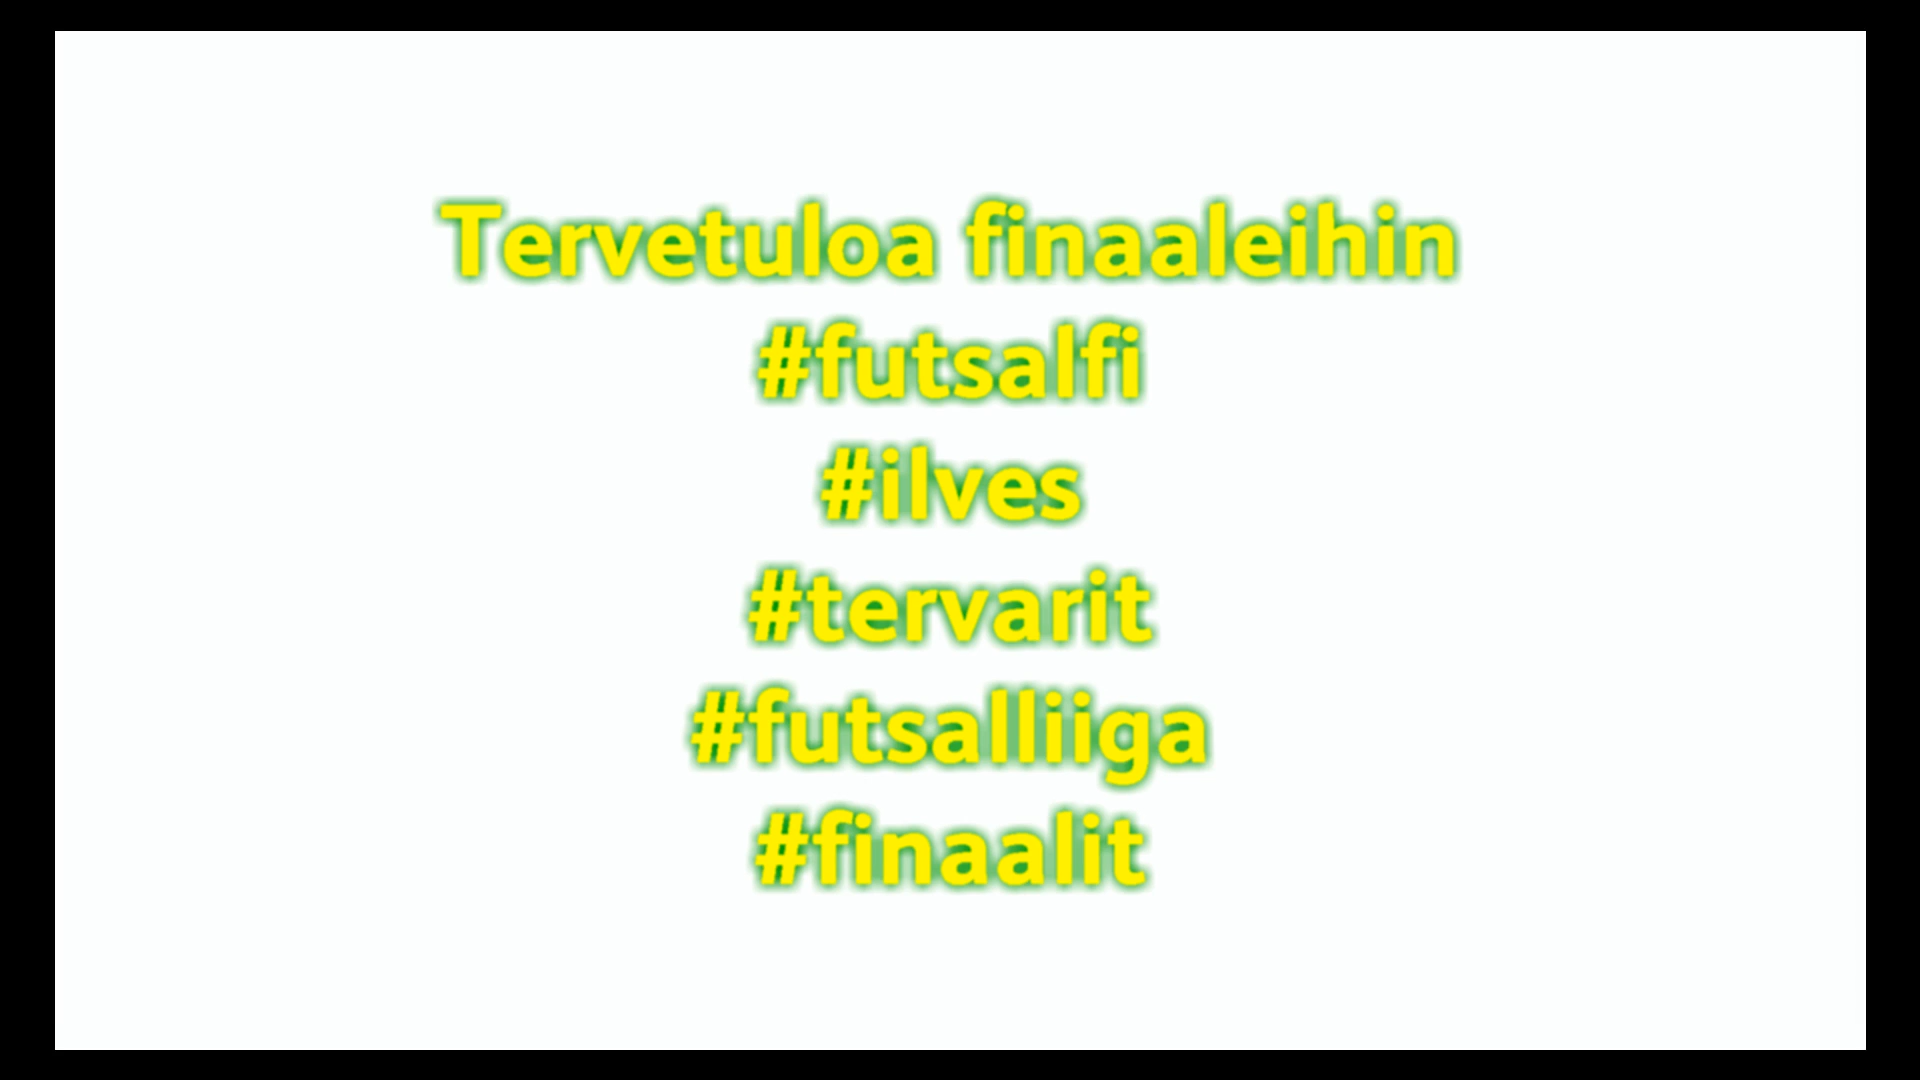 Tervetuloa finaaleihin
#futsalfi
#ilves
#tervarit
#futsalliiga
#finaalit